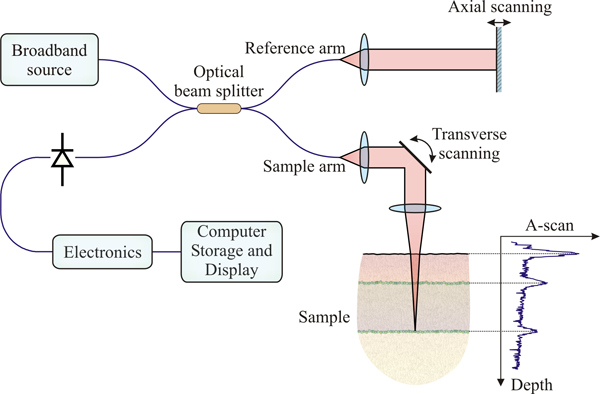 Axial scanning
Broadband
source
Reference arm
Optical
beam splitter
Transverse
scanning
Sample arm
A-scan
Electronics
Computer
Storage and
Display
Sample
Depth